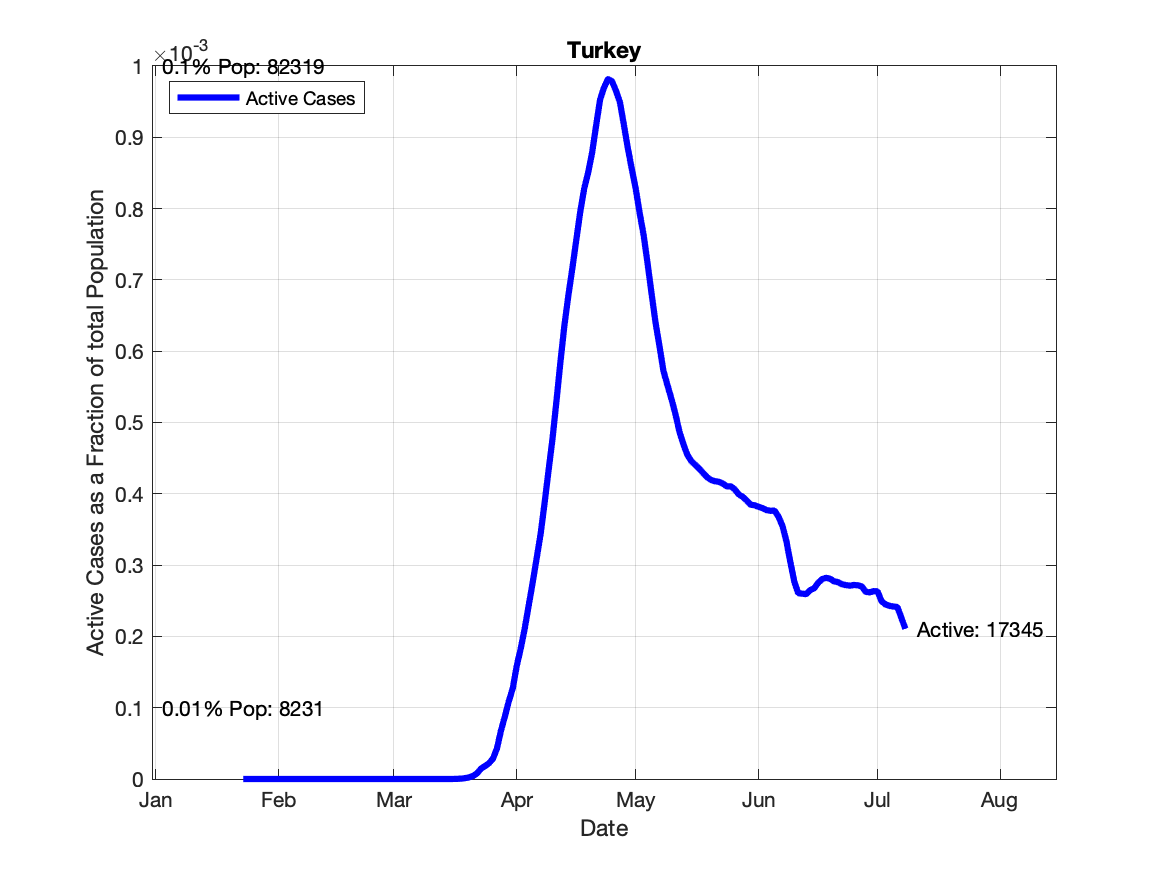 Turkey
×10-3
0.1% Pop: 82319
Active Cases
1
0.9
0.8
0.7
0.6
0.5
0.4
0.3
0.2
0.1
0
Active Cases as a Fraction of total Population
Active: 17345
0.01% Pop: 8231
Jan Feb Mar Apr May Jun Jul Aug
Date